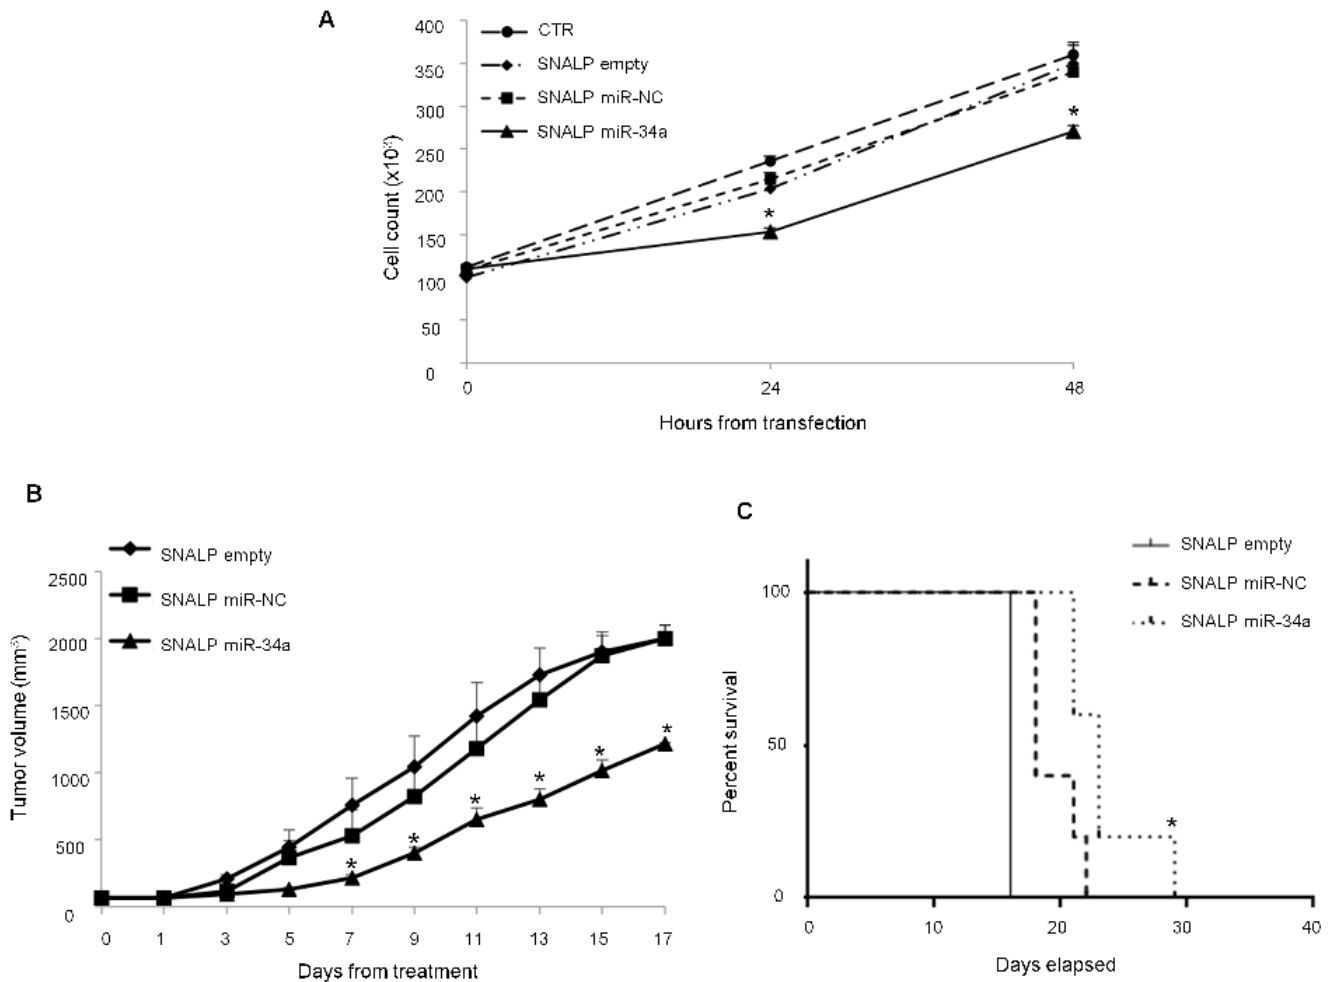 A
400
350
300
250
200
150
100
50
0
Cell count (x10³)
CTR
SNALP empty
SNALP miR-NC
SNALP miR-34a
*
*
0 24 48
Hours from transfection
B
SNALP empty
SNALP miR-NC
SNALP miR-34a
2500
2000
1500
1000
500
0
Tumor volume (mm³)
* * * * * *
0 1 3 5 7 9 11 13 15 17
Days from treatment
C
SNALP empty
SNALP miR-NC
SNALP miR-34a
100
50
0
Percent survival
*
0 10 20 30 40
Days elapsed